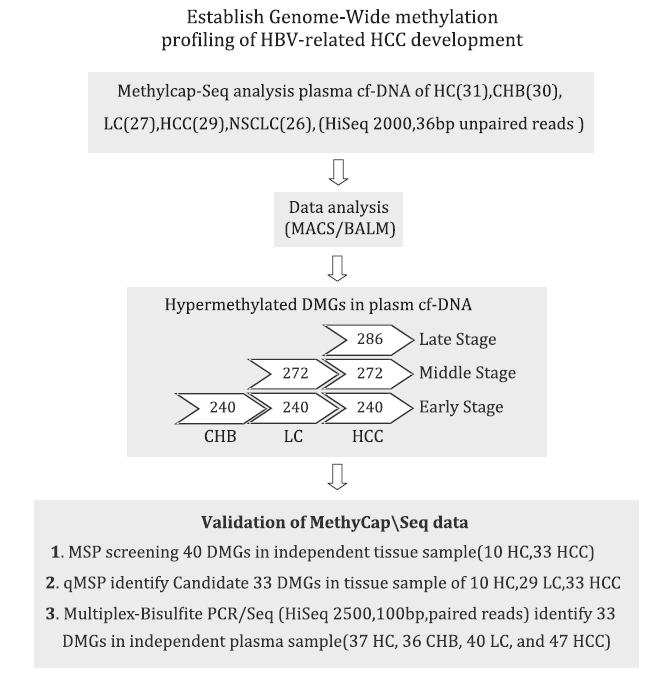 Establish Genome-Wide methylation
profiling of HBV-related HCC development
Methylcap-Seq analysis plasma cf-DNA of HC(31),CHB(30),
LC(27),HCC(29),NSCLC(26), (HiSeq 2000,36bp unpaired reads )
Data analysis
(MACS/BALM)
Hypermethylated DMGs in plasm cf-DNA
286 Late Stage
272 272 Middle Stage
240 240 240 Early Stage
CHB LC HCC
Validation of MethyCap\Seq data
1. MSP screening 40 DMGs in independent tissue sample(10 HC,33 HCC)
2. qMSP identify Candidate 33 DMGs in tissue sample of 10 HC,29 LC,33 HCC
3. Multiplex-Bisulfite PCR/Seq (HiSeq 2500,100bp,paired reads) identify 33
DMGs in independent plasma sample(37 HC, 36 CHB, 40 LC, and 47 HCC)